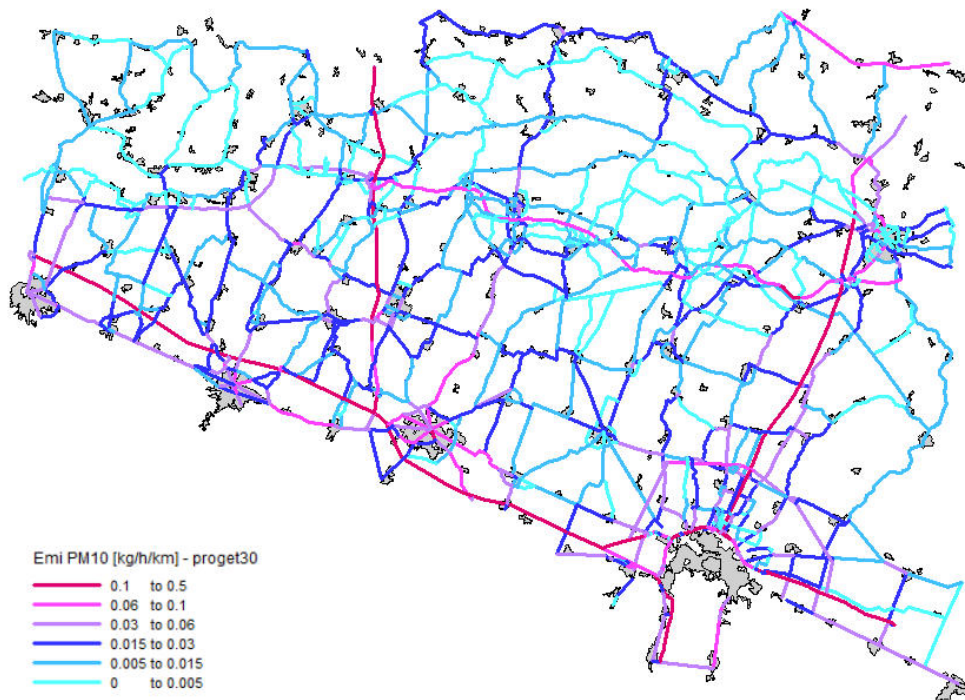 Emi PM10 [kg/h/km] - proget30
0.1 to 0.5
0.06 to 0.1
0.03 to 0.06
0.015 to 0.03
0.005 to 0.015
0 to 0.005